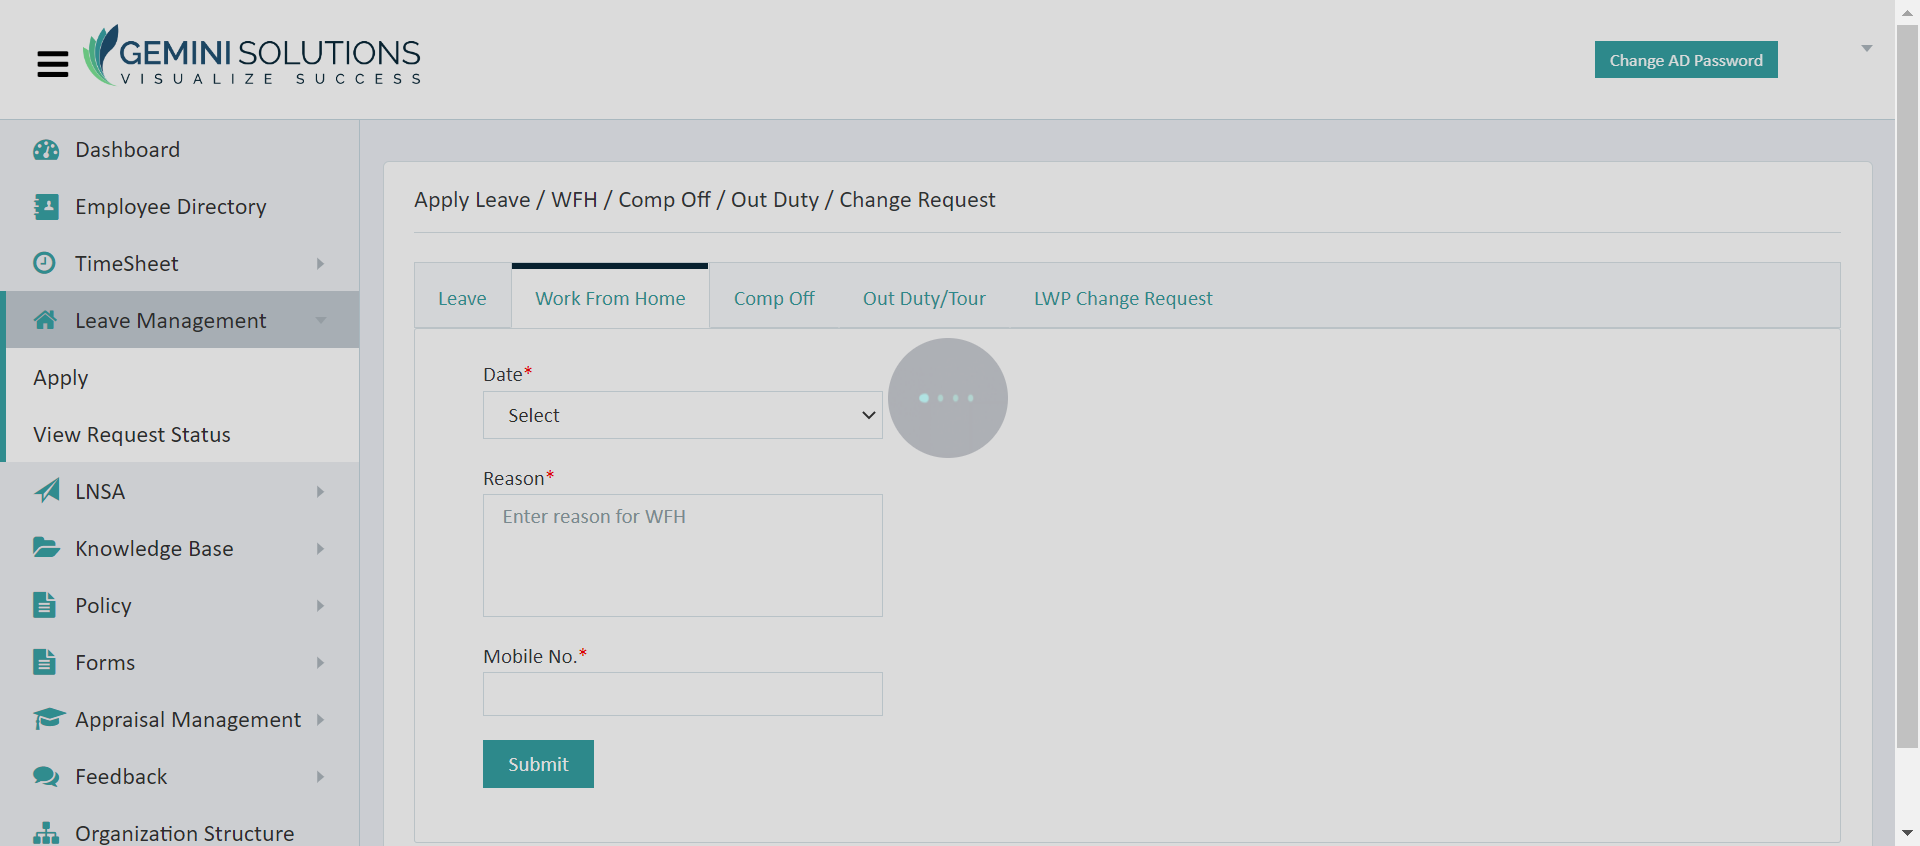 GEMINI SOLUTIONS
VISUALIZE SUCCESS
Change AD Password
Dashboard
Employee Directory
TimeSheet
Leave Management
Apply
View Request Status
LNSA
Knowledge Base
Policy
Forms
Appraisal Management
Feedback
Organization Structure
Apply Leave / WFH / Comp Off / Out Duty / Change Request
Leave Work From Home Comp Off Out Duty/Tour LWP Change Request
Date*
Select
Reason*
Enter reason for WFH
Mobile No.*
Submit